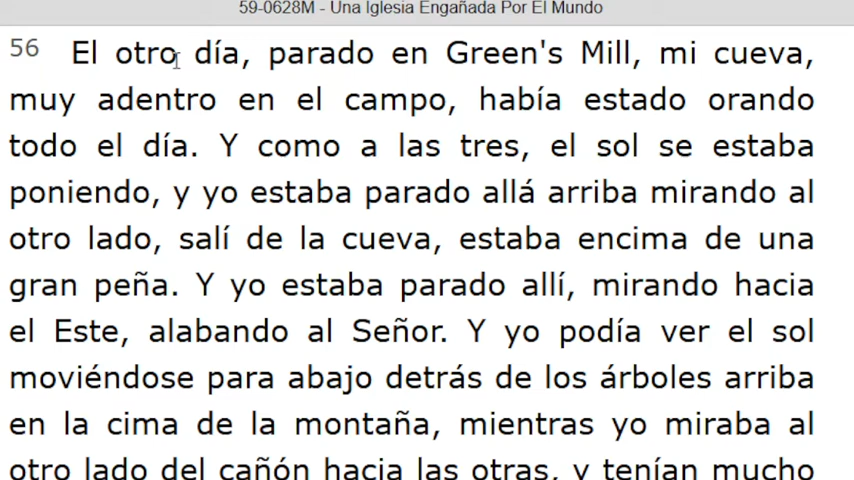 59-0628M - Una Iglesia Engañada Por El Mundo
56 El otro día, parado en Green's Mill, mi cueva,
muy adentro en el campo, había estado orando
todo el día. Y como a las tres, el sol se estaba
poniendo, y yo estaba parado allá arriba mirando al
otro lado, salí de la cueva, estaba encima de una
gran peña. Y yo estaba parado allí, mirando hacia
el Este, alabando al Señor. Y yo podía ver el sol
moviéndose para abajo detrás de los árboles arriba
en la cima de la montaña, mientras yo miraba al
otro lado del cañón hacia las otras, y tenían mucho